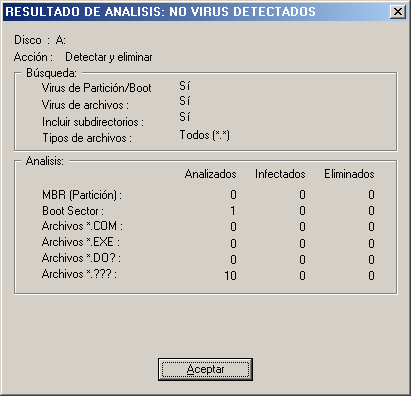 RESULTADO DE ANALISIS: NO VIRUS DETECTADOS
Disco : A:
Acción : Detectar y eliminar
Búsqueda:
Virus de Partición/Boot Sí
Virus de archivos : Sí
Incluir subdirectorios : Sí
Tipos de archivos : Todos (*.*)
Analisis:
Analizados Infectados Eliminados
MBR (Partición) : 0 0 0
Boot Sector : 1 0 0
Archivos *.COM 0 0 0
Archivos *.EXE : 0 0 0
Archivos *.DO? : 0 0 0
Archivos *.??? : 10 0 0
Aceptar